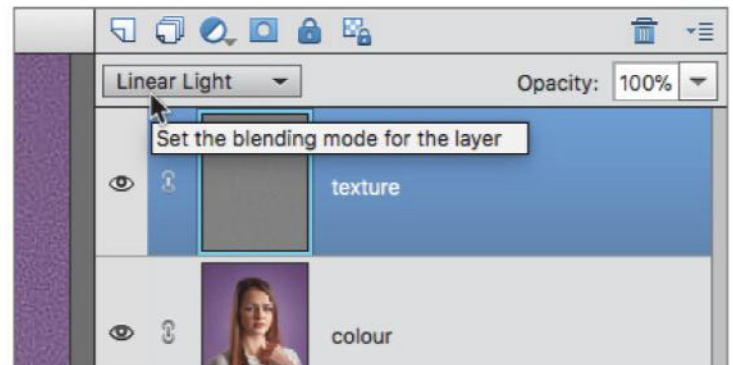 Linear Light
Opacity: 100%
Set the blending mode for the layer
texture
colour